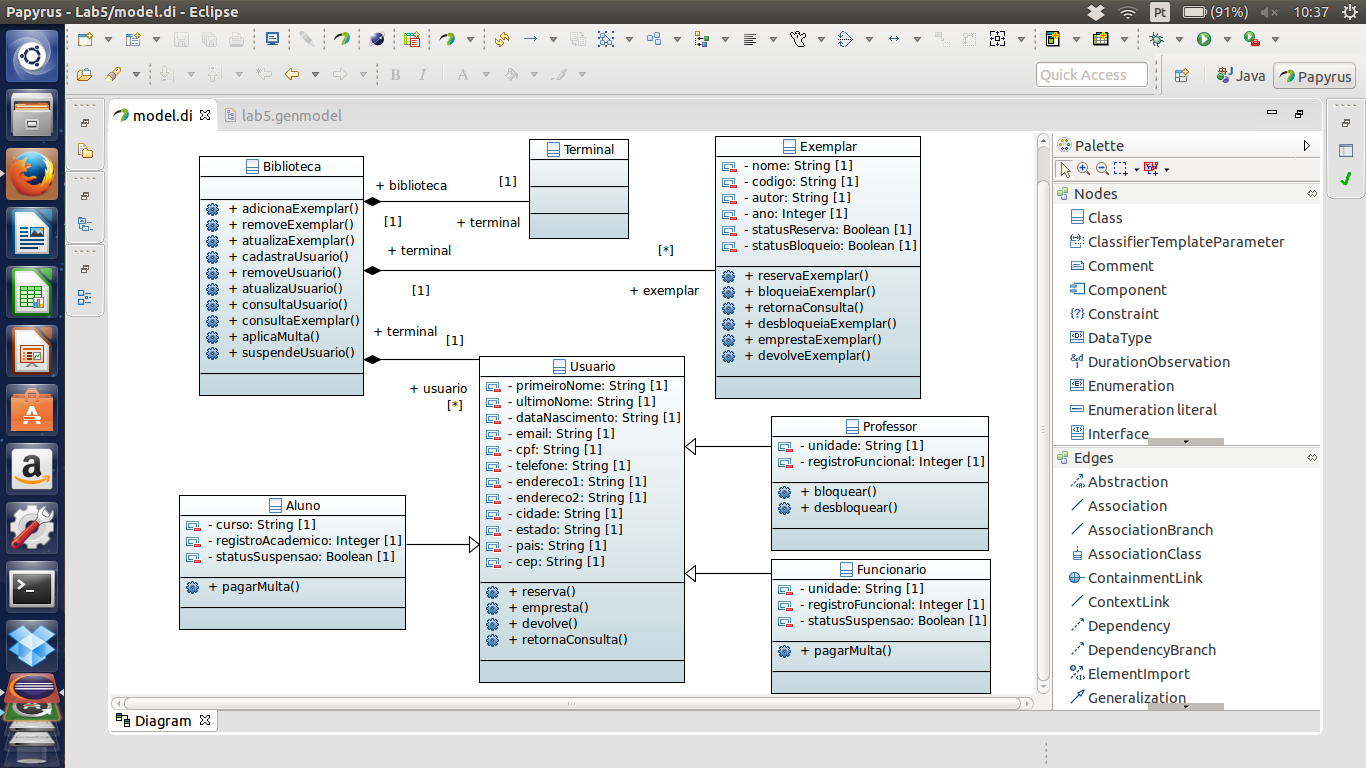 Papyrus - Lab5/model.di - Eclipse
Pt
(91%)
10:37
B
I
A
Quick Access
Java
Papyrus
model.di
lab5.genmodel
Biblioteca
+ adicionaExemplar()
+ removeExemplar()
+ atualizaExemplar()
+ cadastraUsuario()
+ removeUsuario()
+ atualizaUsuario()
+ consultaUsuario()
+ consultaExemplar()
+ aplicaMulta()
+ suspendeUsuario()
+ biblioteca
[1]
[1]
+ terminal
Terminal
+ terminal
[*]
[1]
+ exemplar
+ terminal
[1]
+ usuario
[*]
Exemplar
- nome: String [1]
- codigo: String [1]
- autor: String [1]
- ano: Integer [1]
- statusReserva: Boolean [1]
- statusBloqueio: Boolean [1]
+ reservaExemplar()
+ bloqueiaExemplar()
+ retornaConsulta()
+ desbloqueiaExemplar()
+ emprestaExemplar()
+ devolveExemplar()
Usuario
- primeiroNome: String [1]
- ultimoNome: String [1]
- dataNascimento: String [1]
- email: String [1]
- cpf: String [1]
- telefone: String [1]
- endereco1: String [1]
- endereco2: String [1]
- cidade: String [1]
- estado: String [1]
- pais: String [1]
- cep: String [1]
+ reserva()
+ empresta()
+ devolve()
+ retornaConsulta()
Professor
- unidade: String [1]
- registroFuncional: Integer [1]
+ bloquear()
+ desbloquear()
Aluno
- curso: String [1]
- registroAcademico: Integer [1]
- statusSuspensao: Boolean [1]
+ pagarMulta()
Funcionario
- unidade: String [1]
- registroFuncional: Integer [1]
- statusSuspensao: Boolean [1]
+ pagarMulta()
Diagram
Palette
Nodes
Class
ClassifierTemplateParameter
Comment
Component
Constraint
DataType
DurationObservation
Enumeration
Enumeration literal
Interface
Edges
Abstraction
Association
AssociationBranch
AssociationClass
ContainmentLink
ContextLink
Dependency
DependencyBranch
ElementImport
Generalization